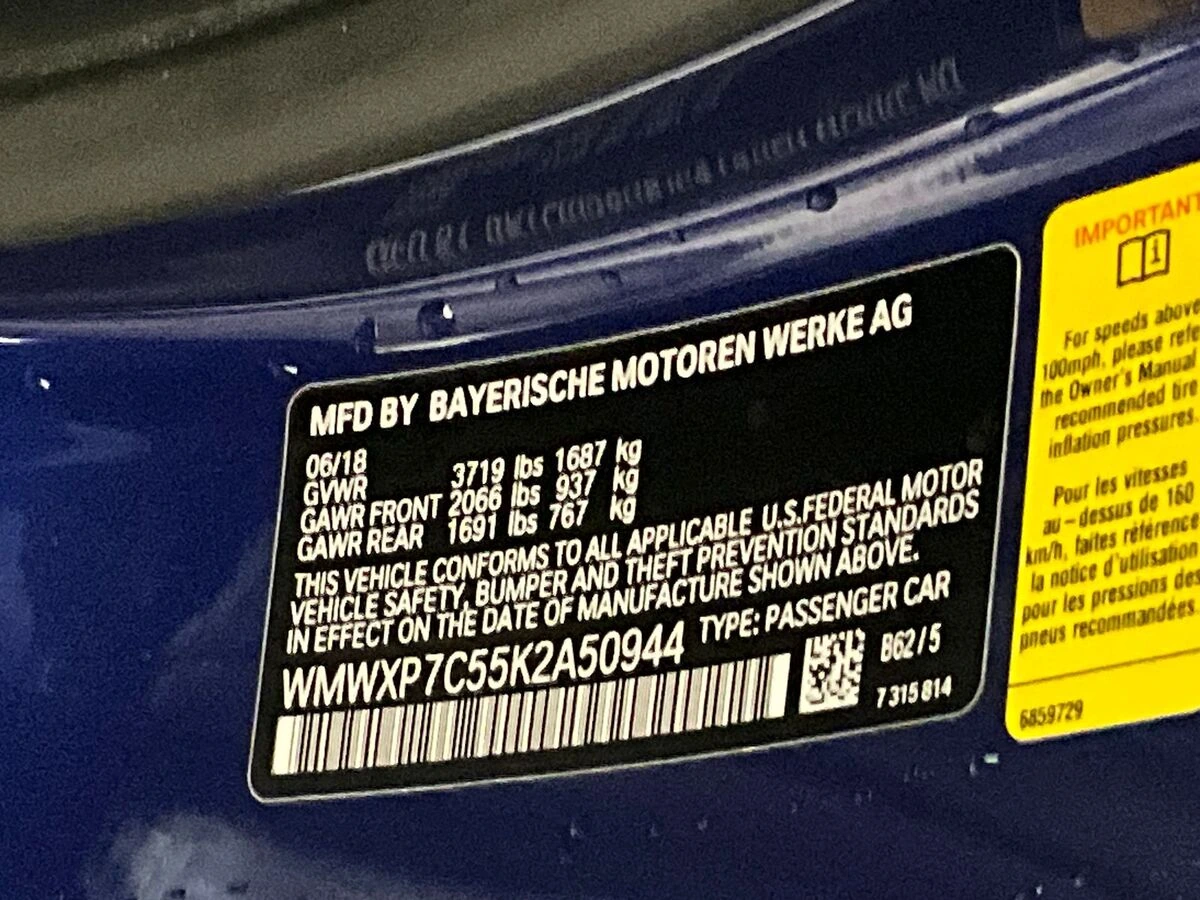 MFD BY BAYERISCHE MOTOREN WERKE AG
06/18
GVWR 3719 lbs 1687 kg
GAWR FRONT 2066 lbs 937 kg
GAWR REAR 1691 lbs 767 kg
THIS VEHICLE CONFORMS TO ALL APPLICABLE U.S.FEDERAL MOTOR
VEHICLE SAFETY, BUMPER AND THEFT PREVENTION STANDARDS
IN EFFECT ON THE DATE OF MANUFACTURE SHOWN ABOVE.
WMWXP7C55K2A50944 TYPE: PASSENGER CAR
B62/5
7315814
IMPORTANT
For speeds above
100mph, please refe
the Owner's Manual
recommended tire
inflation pressures.
Pour les vitesses
au-dessus de 160
km/h, faites référence
la notice d'utilisation
pour les pressions des
pneus recommandées.
6859729